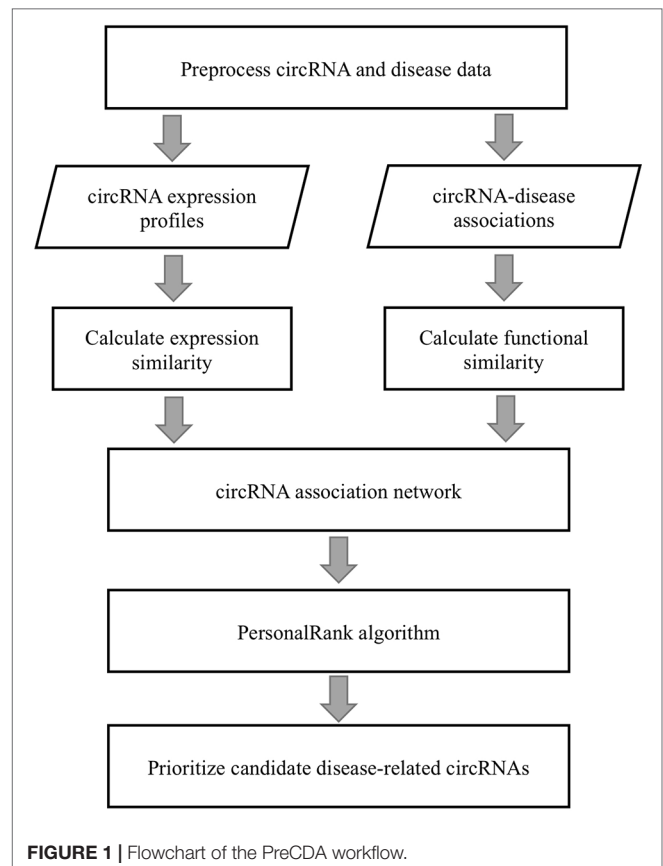 Preprocess circRNA and disease data
circRNA expression
profiles
circRNA-disease
associations
Calculate expression
similarity
Calculate functional
similarity
circRNA association network
PersonalRank algorithm
Prioritize candidate disease-related circRNAs
FIGURE 1 | Flowchart of the PreCDA workflow.